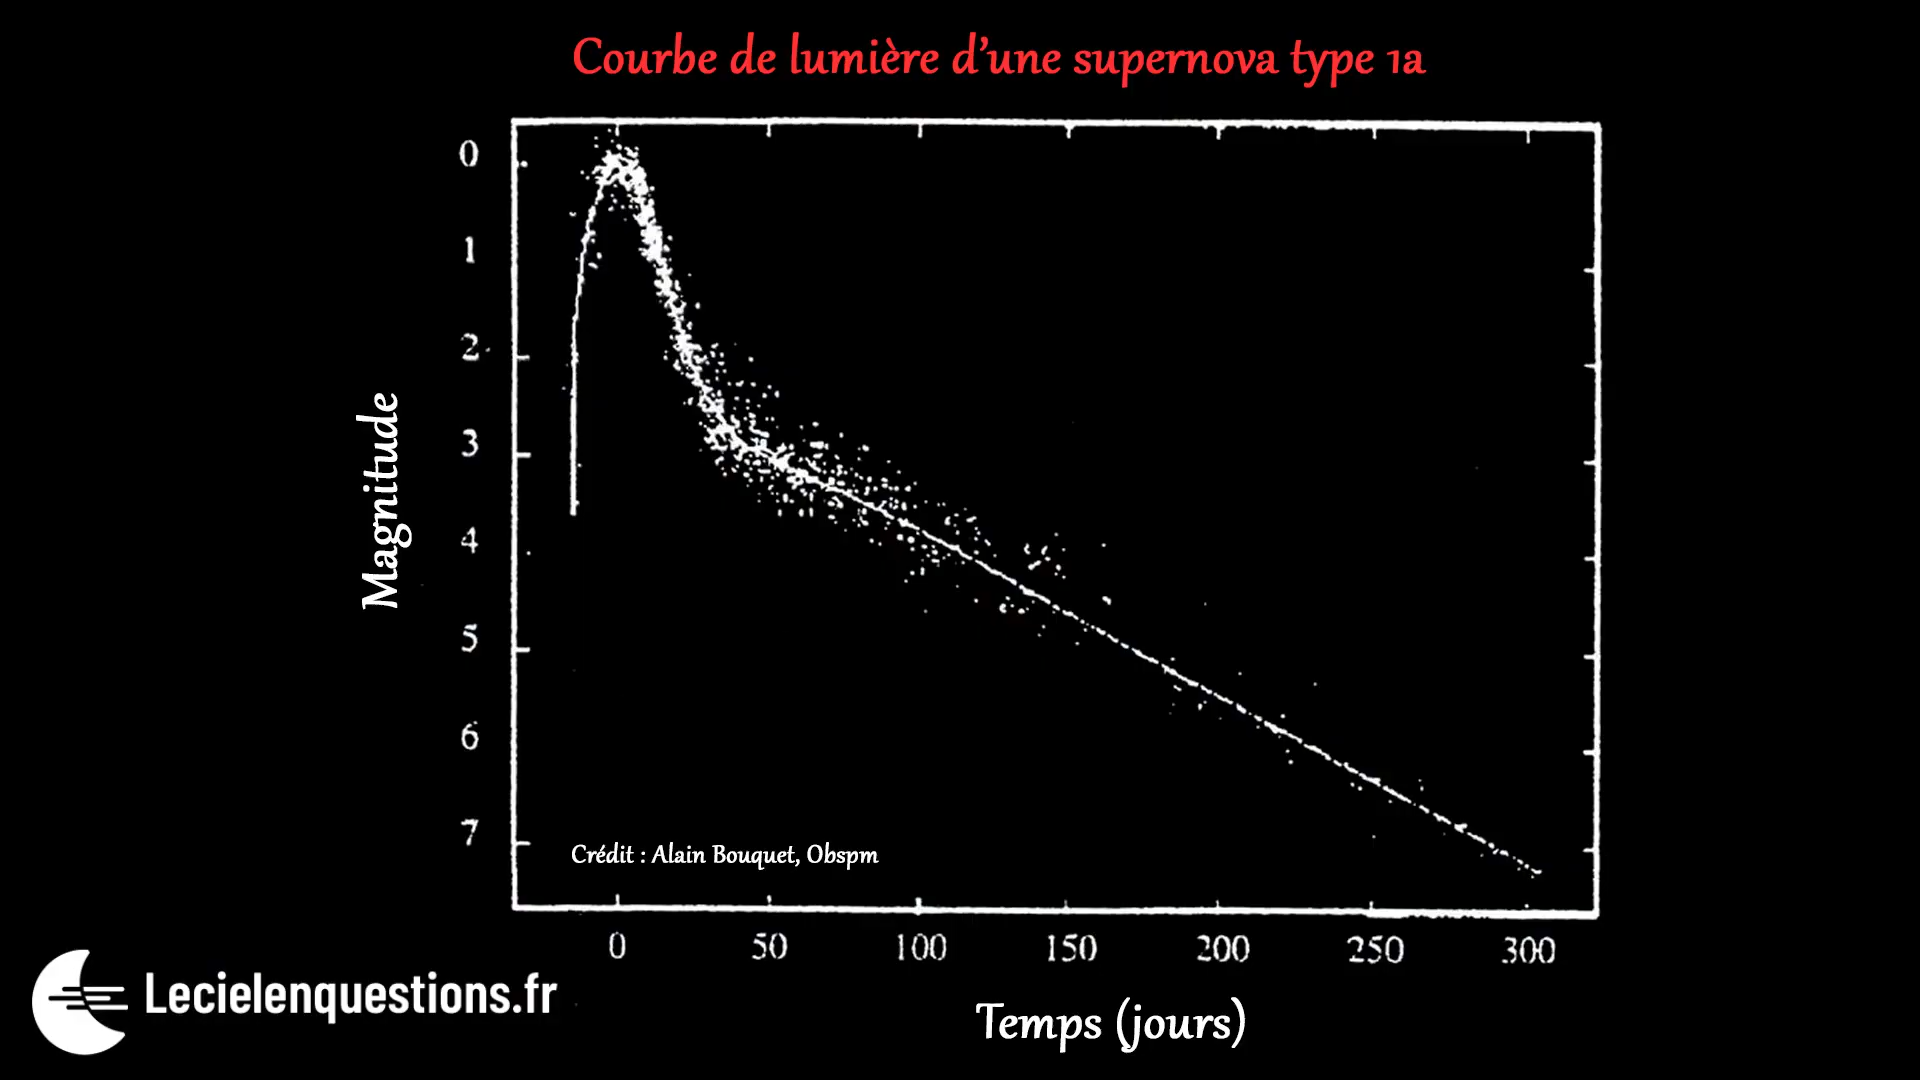 Courbe de lumière d'une supernova type 1a
0
1
2
3
4
5
6
7
Magnitude
Crédit : Alain Bouquet, Obspm
0 50 100 150 200 250 300
Temps (jours)
Lecielenquestions.fr